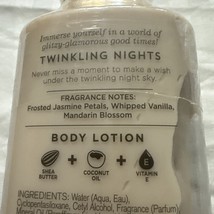 Immerse yourself in a world of
glitzy-glamorous good times!
TWINKLING NIGHTS
Never miss a moment to make a wish
under the twinkling night sky.
FRAGRANCE NOTES:
Frosted Jasmine Petals, Whipped Vanilla,
Mandarin Blossom
BODY LOTION
E
SHEA BUTTER + COCONUT OIL + VITAMIN E
INGREDIENTS: Water (Aqua, Eau),
Cyclopentasiloxane, Cetyl Alcohol, Fragrance (Parfum)